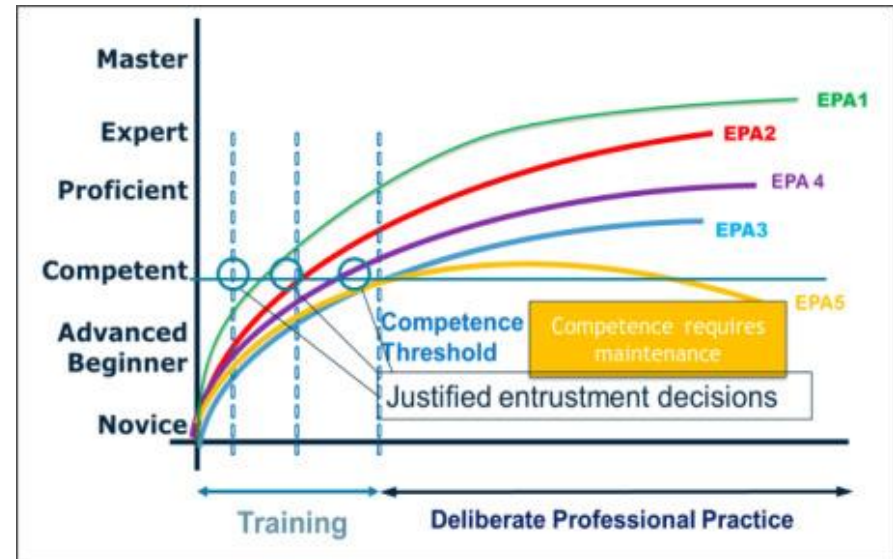 Master
EPA1
Expert
EPA2
Proficient
EPA 4
EPA3
Competent
EPA5
Competence
Threshold
Competence requires
maintenance
Advanced
Beginner
Justified entrustment decisions
Novice
Training
Deliberate Professional Practice